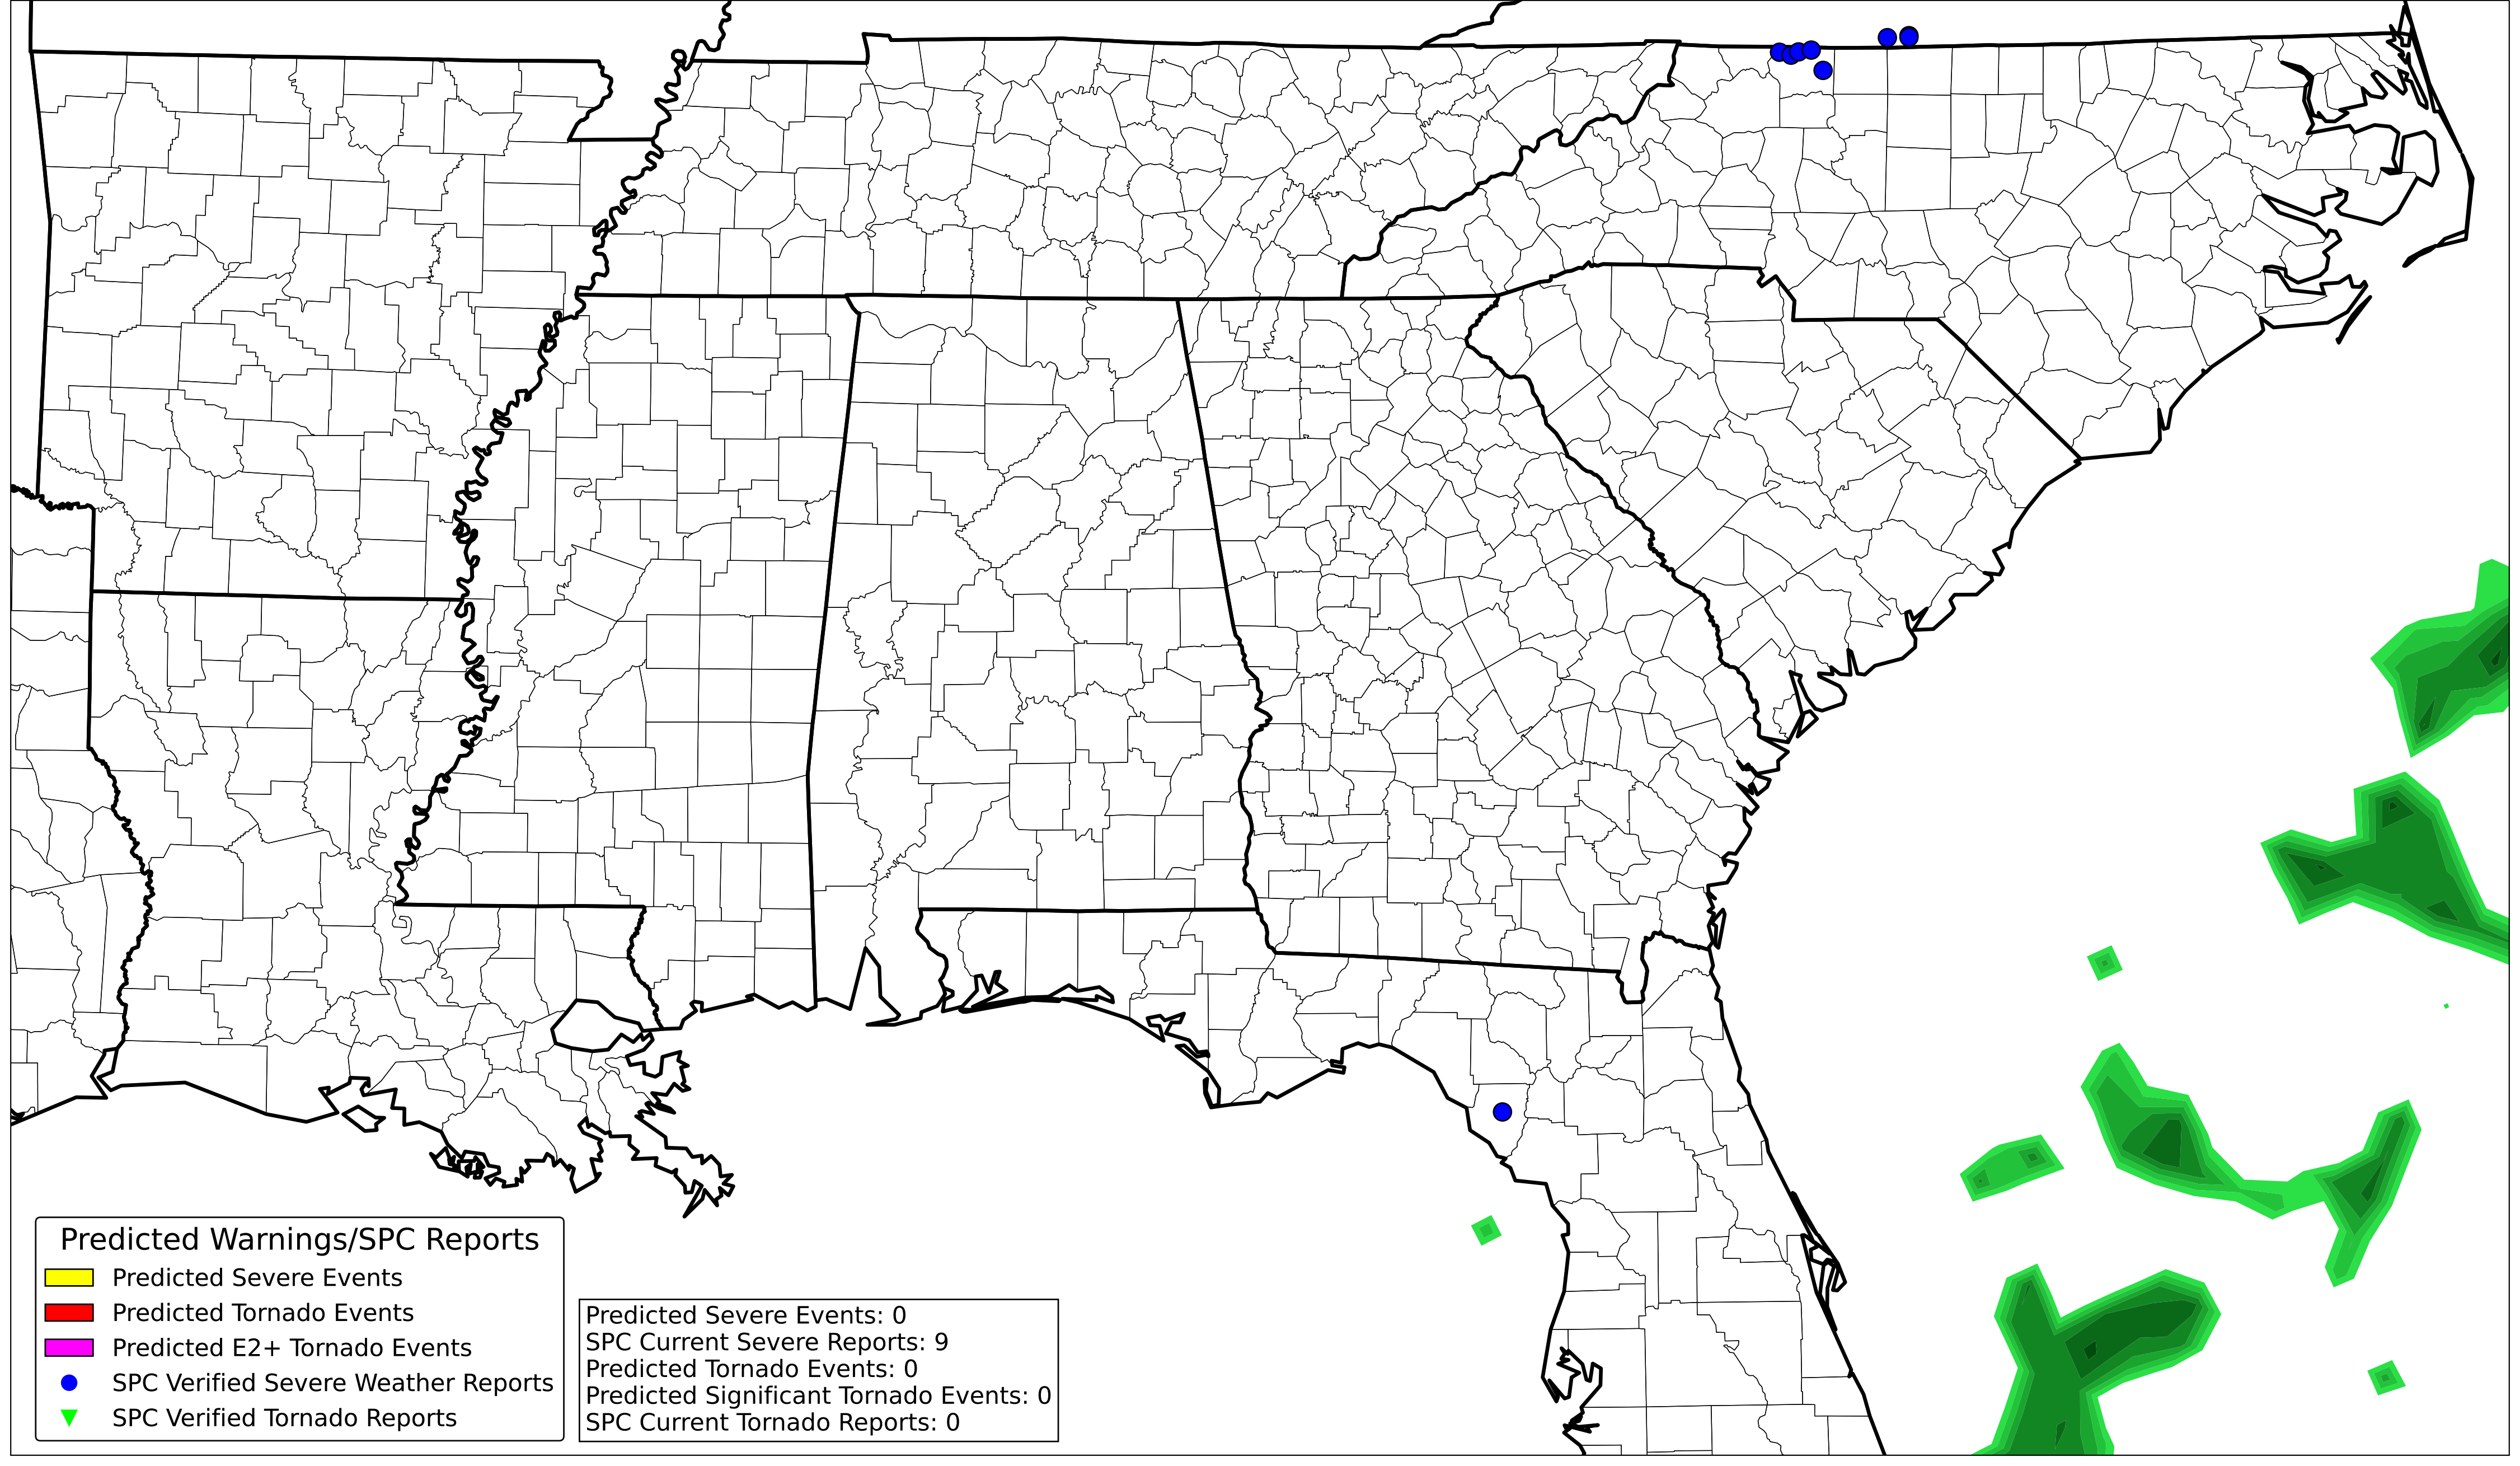 Predicted Warnings/SPC Reports
Predicted Severe Events
Predicted Tornado Events
Predicted E2+ Tornado Events
SPC Verified Severe Weather Reports
SPC Verified Tornado Reports
Predicted Severe Events: 0
SPC Current Severe Reports: 9
Predicted Tornado Events: 0
Predicted Significant Tornado Events: 0
SPC Current Tornado Reports: 0